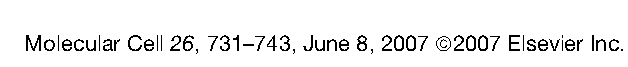 Molecular Cell 26, 731–743, June 8, 2007 ©2007 Elsevier Inc.